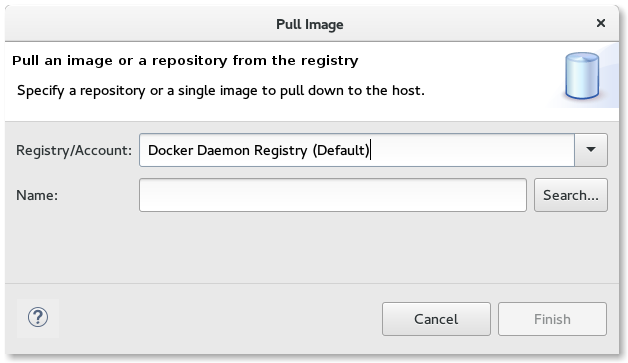 Pull Image
Pull an image or a repository from the registry
Specify a repository or a single image to pull down to the host.
Registry/Account: Docker Daemon Registry (Default)
Name: Search...
? Cancel Finish